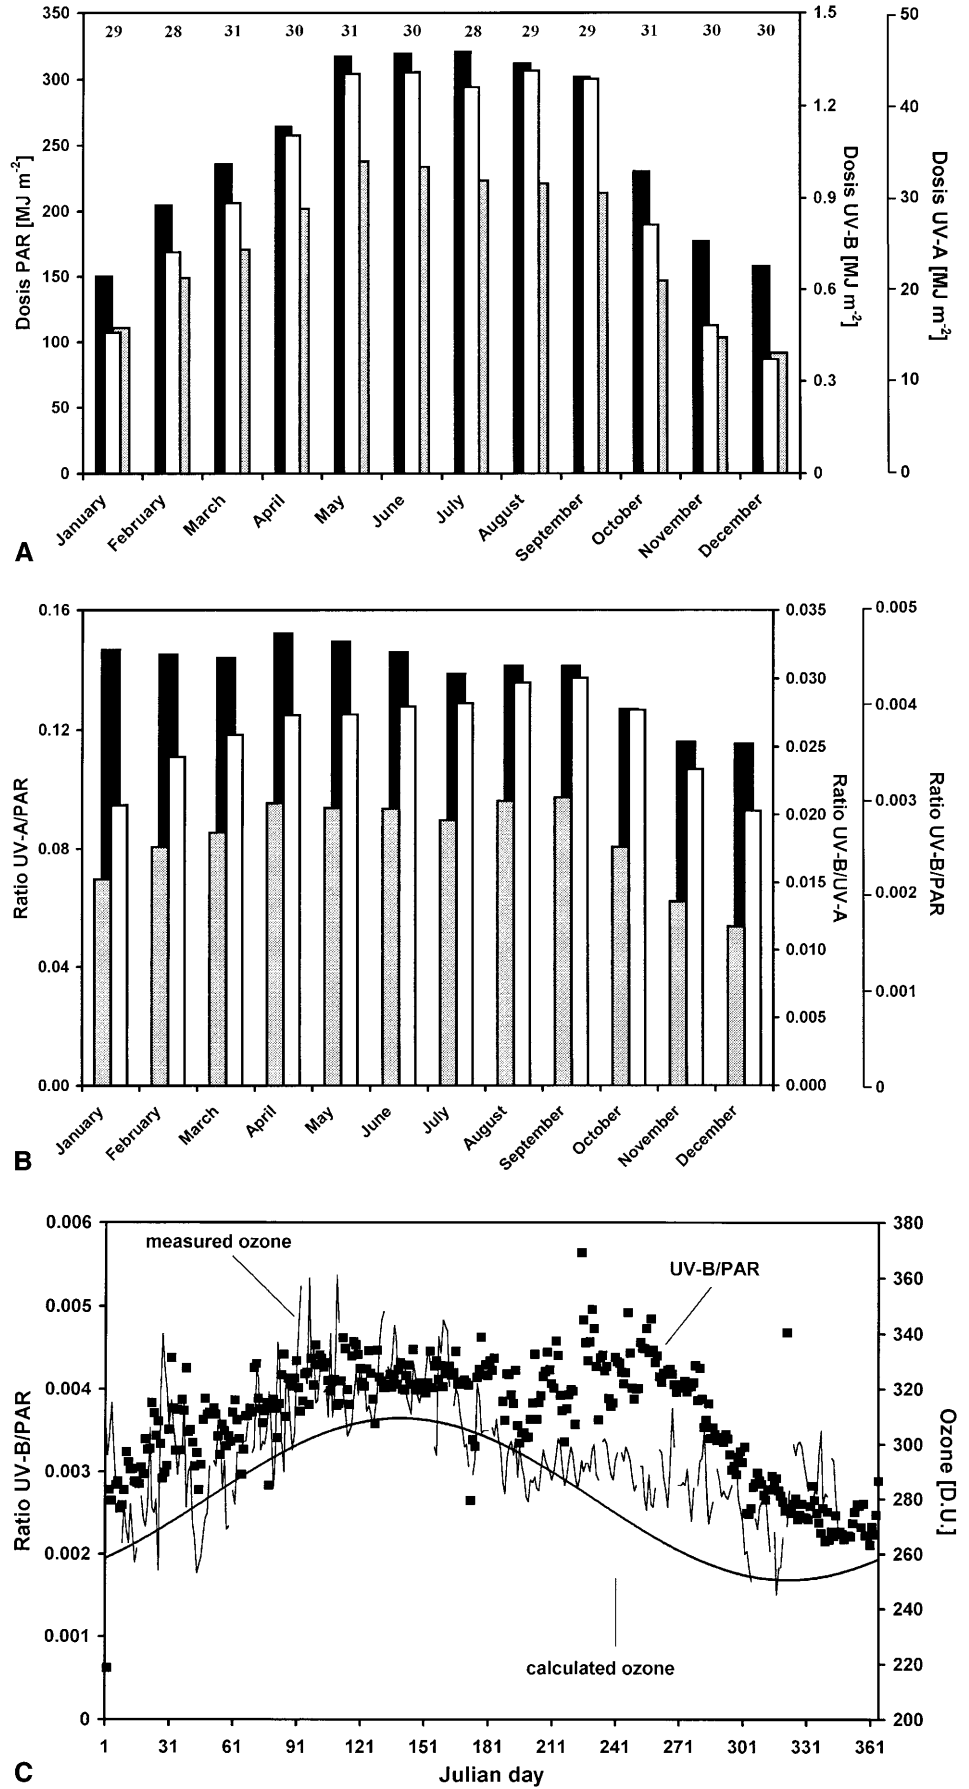 350
300
250
200
150
100
50
0
29 28 31 30 31 30 28 29 29 31 30 30
1.5
1.2
0.9
0.6
0.3
0
50
40
30
20
10
0
Dosis PAR [MJ m-2]
Dosis UV-B [MJ m-2]
Dosis UV-A [MJ m-2]
January February March April May June July August September October November December
A
0.16
0.12
0.08
0.04
0.00
0.035
0.030
0.025
0.020
0.015
0.010
0.005
0.000
0.005
0.004
0.003
0.002
0.001
0
Ratio UV-A/PAR
Ratio UV-B/UV-A
Ratio UV-B/PAR
January February March April May June July August September October November December
B
0.006
0.005
0.004
0.003
0.002
0.001
0
measured ozone
UV-B/PAR
calculated ozone
380
360
340
320
300
280
260
240
220
200
Ratio UV-B/PAR
Ozone [D.U.]
1 31 61 91 121 151 181 211 241 271 301 331 361
Julian day
C